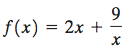 f(x) = 2x + 9/x